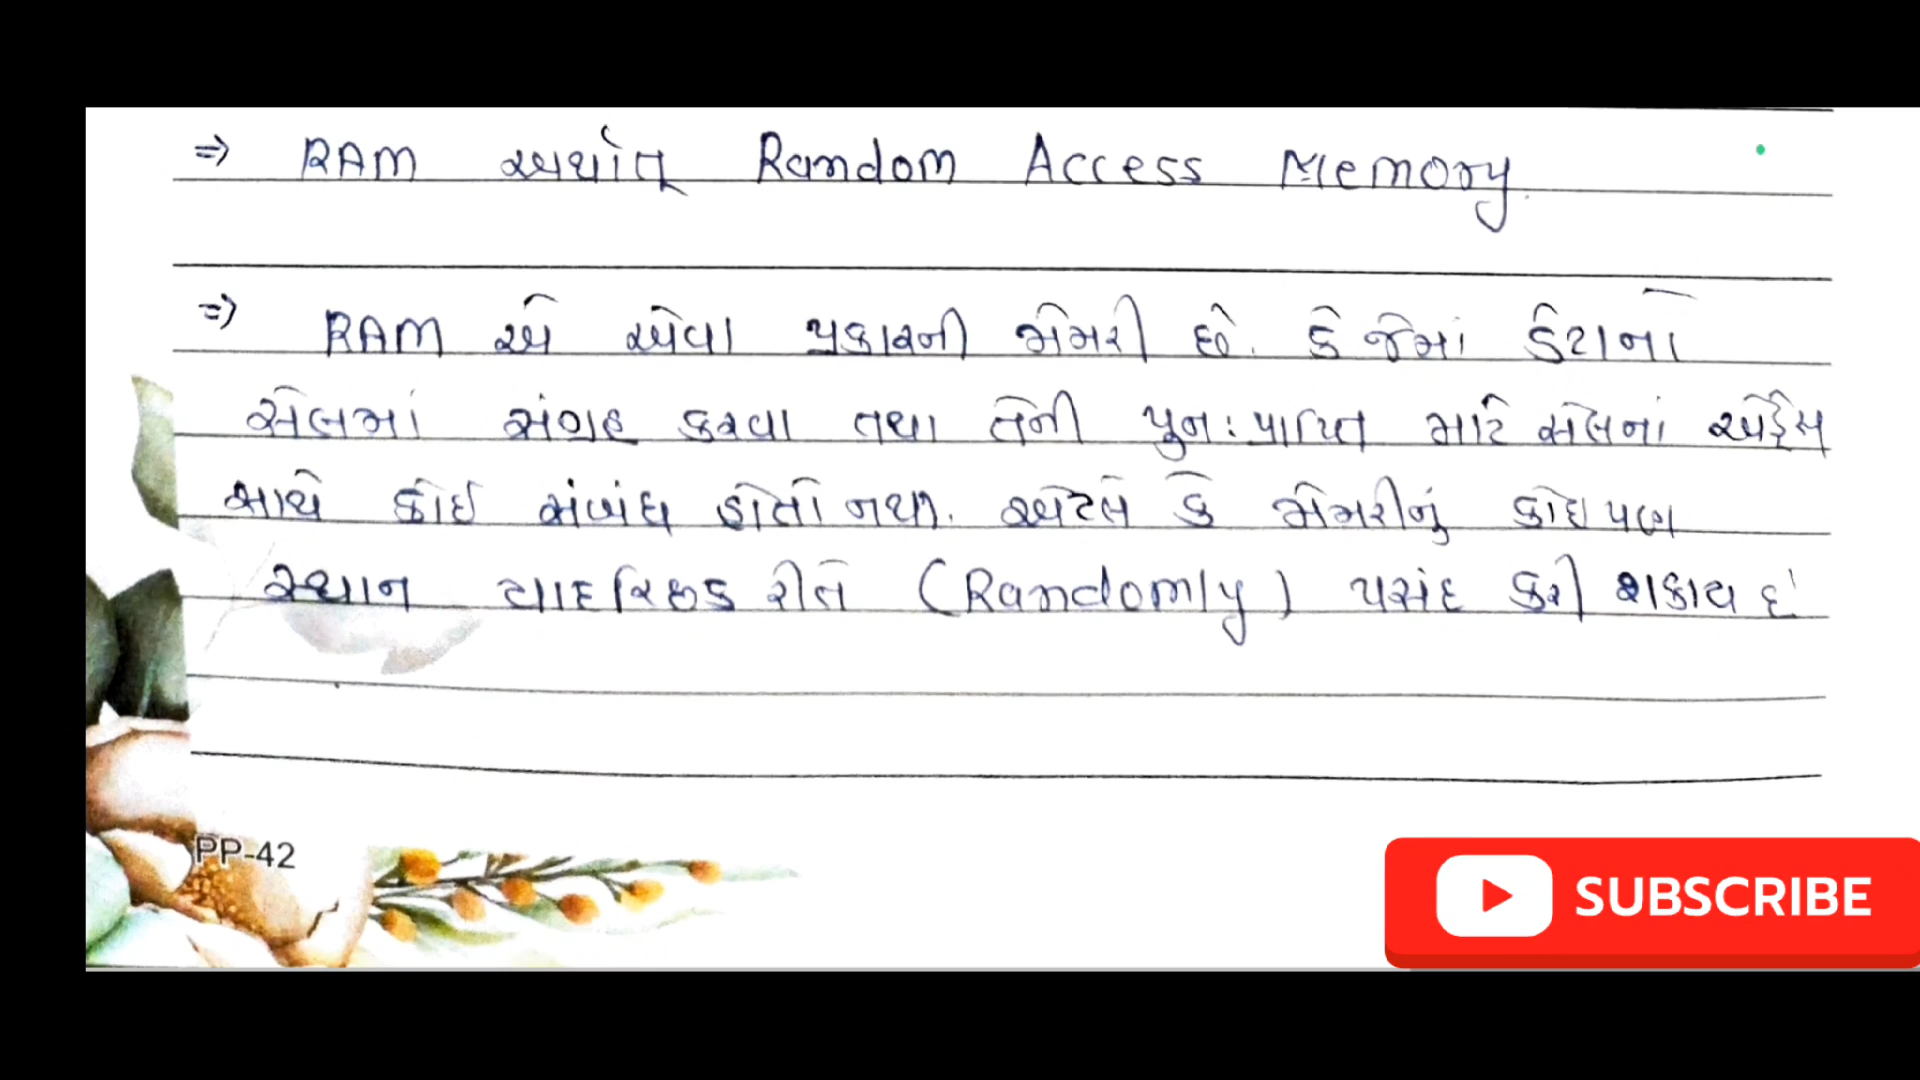 ⇒ RAM અર્થાત્ Random Access Memory.
⇒ RAM એ એવા પ્રકારની મેમરી છે. કે જેમાં ડેટાનો
સેલમાં સંગ્રહ કરવા તથા તેની પુનઃપ્રાપ્તિ માટે સેલનાં એડ્રેસ
સાથે કોઈ સંબંધ હોતો નથી. એટલે કે મેમરીનું કોઇ પણ
સ્થાન યાદચ્છિક રીતે (Randomly) પસંદ કરી શકાય છે
PP-42
SUBSCRIBE